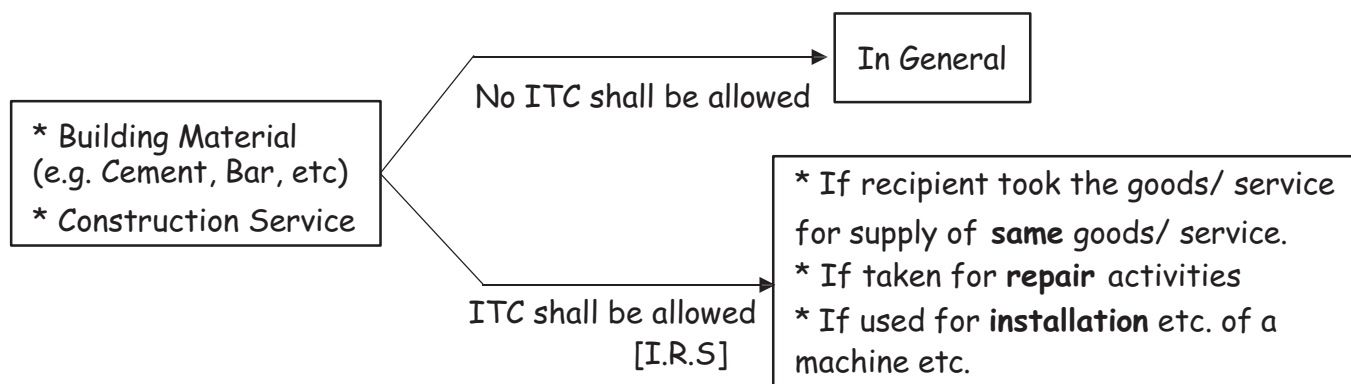 * Building Material
(e.g. Cement, Bar, etc)
* Construction Service
No ITC shall be allowed
In General
ITC shall be allowed
[I.R.S]
* If recipient took the goods/ service
for supply of same goods/ service.
* If taken for repair activities
* If used for installation etc. of a
machine etc.